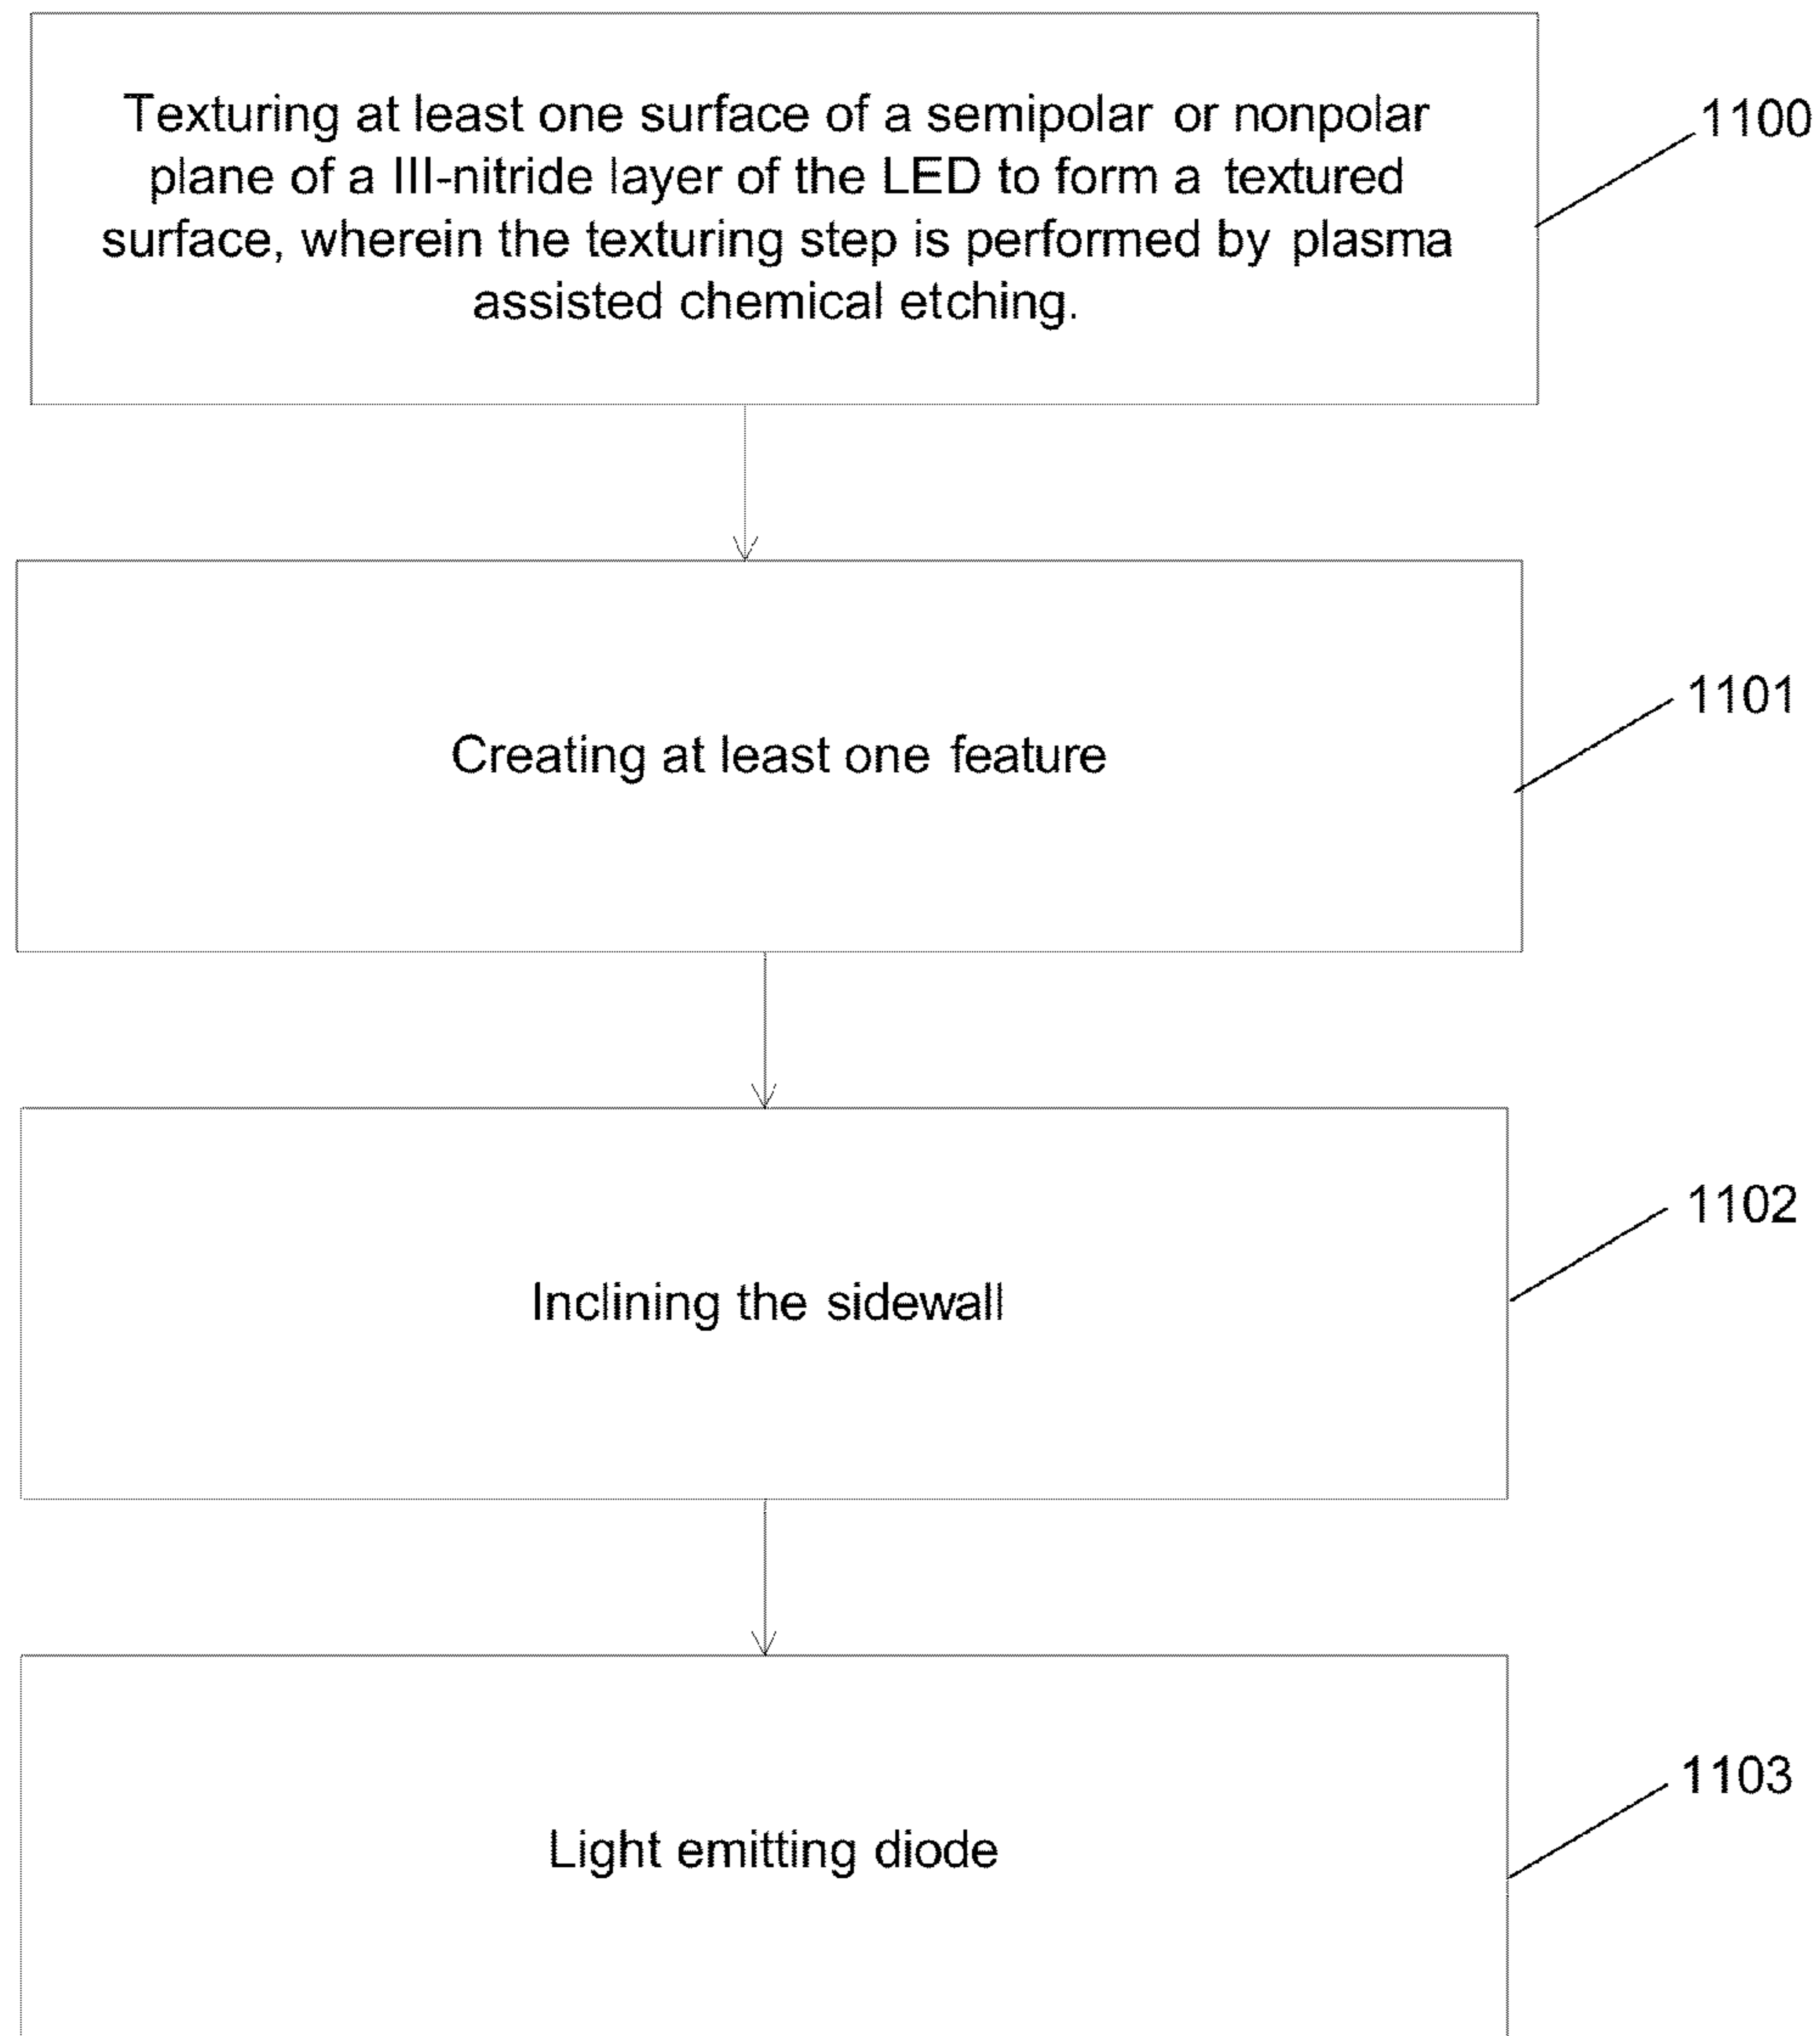 Texturing at least one surface of a semipolar or nonpolar
plane of a III-nitride layer of the LED to form a textured
surface, wherein the texturing step is performed by plasma
assisted chemical etching.
1100
Creating at least one feature
1101
Inclining the sidewall
1102
Light emitting diode
1103